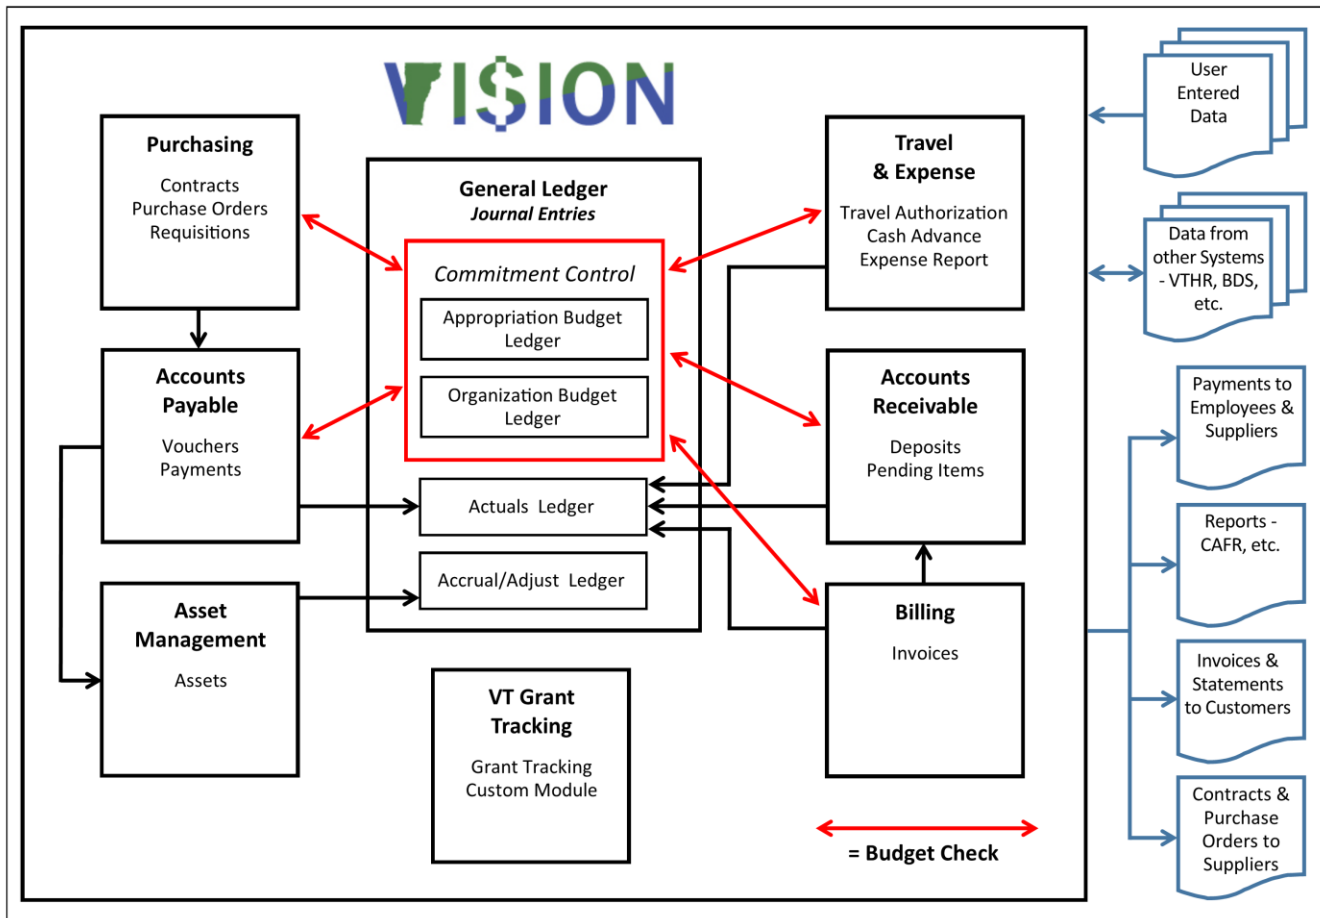 VISION
Purchasing
Contracts
Purchase Orders
Requisitions
Accounts
Payable
Vouchers
Payments
Asset
Management
Assets
General Ledger
Journal Entries
Commitment Control
Appropriation Budget
Ledger
Organization Budget
Ledger
Actuals Ledger
Accrual/Adjust Ledger
VT Grant
Tracking
Grant Tracking
Custom Module
Travel
& Expense
Travel Authorization
Cash Advance
Expense Report
Accounts
Receivable
Deposits
Pending Items
Billing
Invoices
= Budget Check
User
Entered
Data
Data from
other Systems
- VTHR, BDS,
etc.
Payments to
Employees &
Suppliers
Reports -
CAFR, etc.
Invoices &
Statements
to Customers
Contracts &
Purchase
Orders to
Suppliers